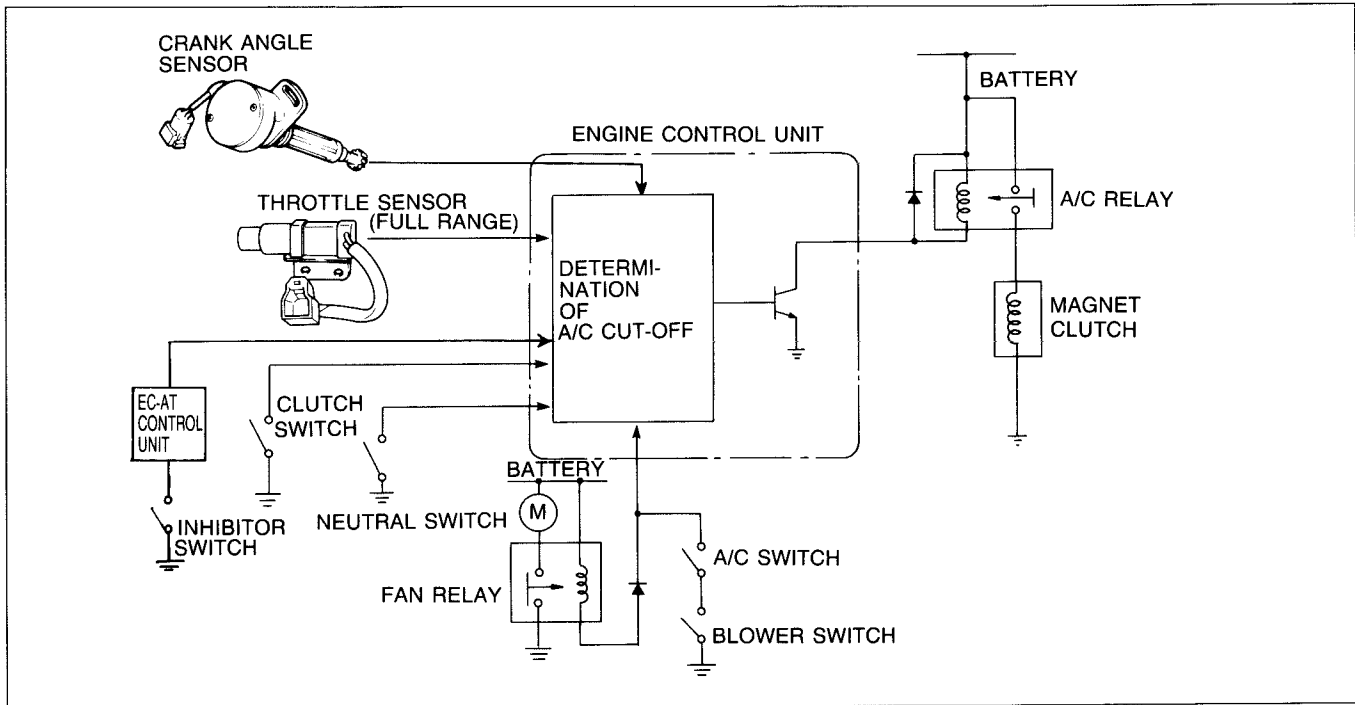 CRANK ANGLE
SENSOR
BATTERY
ENGINE CONTROL UNIT
A/C RELAY
THROTTLE SENSOR
(FULL RANGE)
DETERMI-
NATION
OF
A/C CUT-OFF
MAGNET
CLUTCH
EC-AT
CONTROL
UNIT
CLUTCH
SWITCH
BATTERY
M
NEUTRAL SWITCH
INHIBITOR
SWITCH
A/C SWITCH
FAN RELAY
BLOWER SWITCH